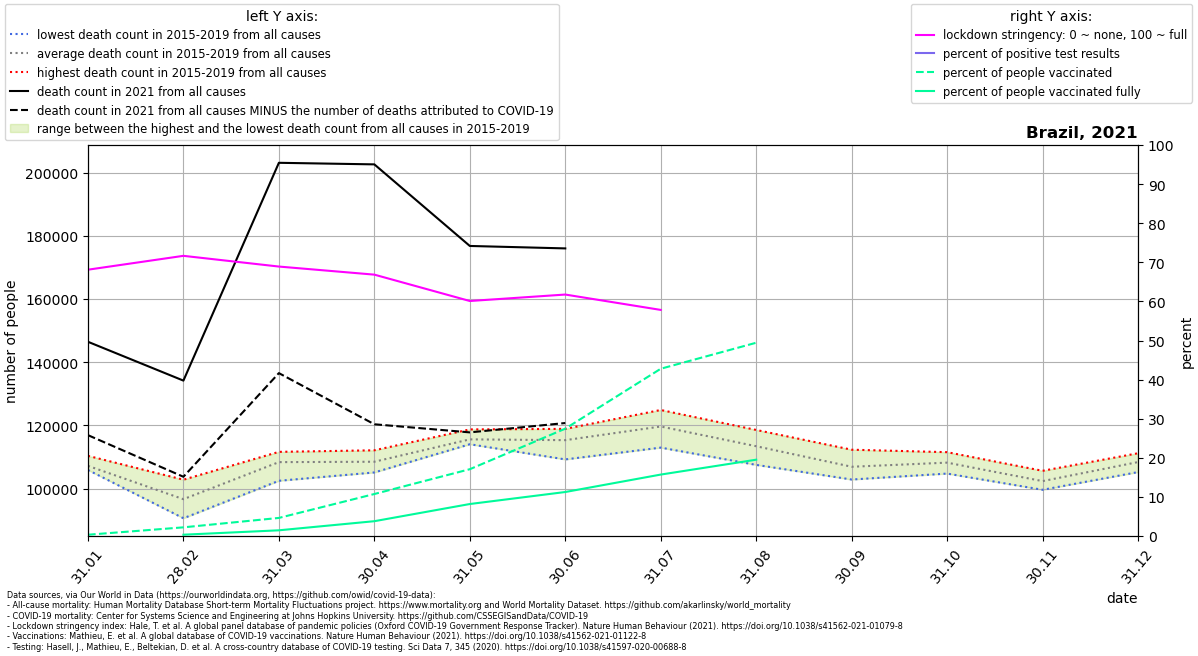 left Y axis:
lowest death count in 2015-2019 from all causes
average death count in 2015-2019 from all causes
highest death count in 2015-2019 from all causes
death count in 2021 from all causes
death count in 2021 from all causes MINUS the number of deaths attributed to COVID-19
range between the highest and the lowest death count from all causes in 2015-2019
right Y axis:
lockdown stringency: 0 ~ none, 100 ~ full
percent of positive test results
percent of people vaccinated
percent of people vaccinated fully
Brazil, 2021
number of people
200000
180000
160000
140000
120000
100000
100
90
80
70
60
50
40
30
20
10
0
percent
31.01
28.02
31.03
30.04
31.05
30.06
31.07
31.08
30.09
31.10
30.11
31.12
date
Data sources, via Our World in Data (https://ourworldindata.org, https://github.com/owid/covid-19-data):
- All-cause mortality: Human Mortality Database Short-term Mortality Fluctuations project. https://www.mortality.org and World Mortality Dataset. https://github.com/akarlinsky/world_mortality
- COVID-19 mortality: Center for Systems Science and Engineering at Johns Hopkins University. https://github.com/CSSEGISandData/COVID-19
- Lockdown stringency index: Hale, T. et al. A global panel database of pandemic policies (Oxford COVID-19 Government Response Tracker). Nature Human Behaviour (2021). https://doi.org/10.1038/s41562-021-01079-8
- Vaccinations: Mathieu, E. et al. A global database of COVID-19 vaccinations. Nature Human Behaviour (2021). https://doi.org/10.1038/s41562-021-01122-8
- Testing: Hasell, J., Mathieu, E., Beltekian, D. et al. A cross-country database of COVID-19 testing. Sci Data 7, 345 (2020). https://doi.org/10.1038/s41597-020-00688-8